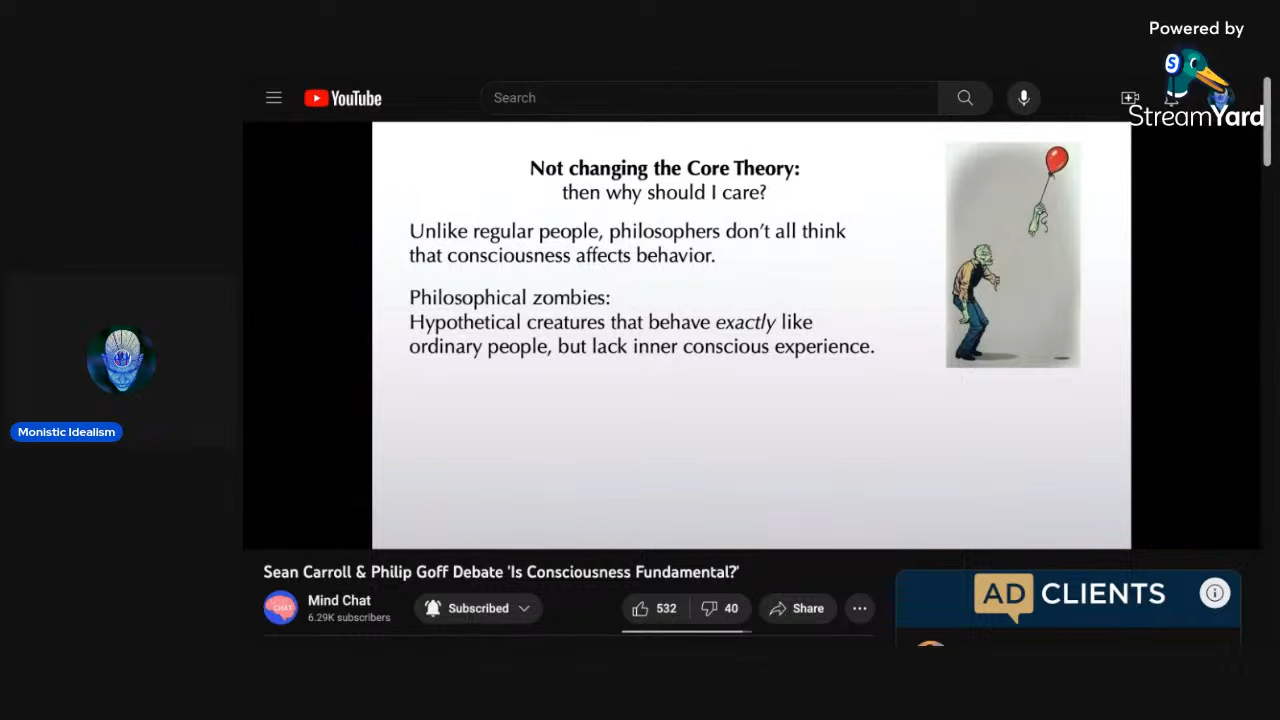 Powered by
StreamYard
YouTube
Search
Not changing the Core Theory:
then why should I care?
Unlike regular people, philosophers don't all think
that consciousness affects behavior.
Philosophical zombies:
Hypothetical creatures that behave exactly like
ordinary people, but lack inner conscious experience.
Monistic Idealism
Sean Carroll & Philip Goff Debate 'Is Consciousness Fundamental?'
CHAT
Mind Chat
6.29K subscribers
Subscribed
532
40
Share
AD CLIENTS